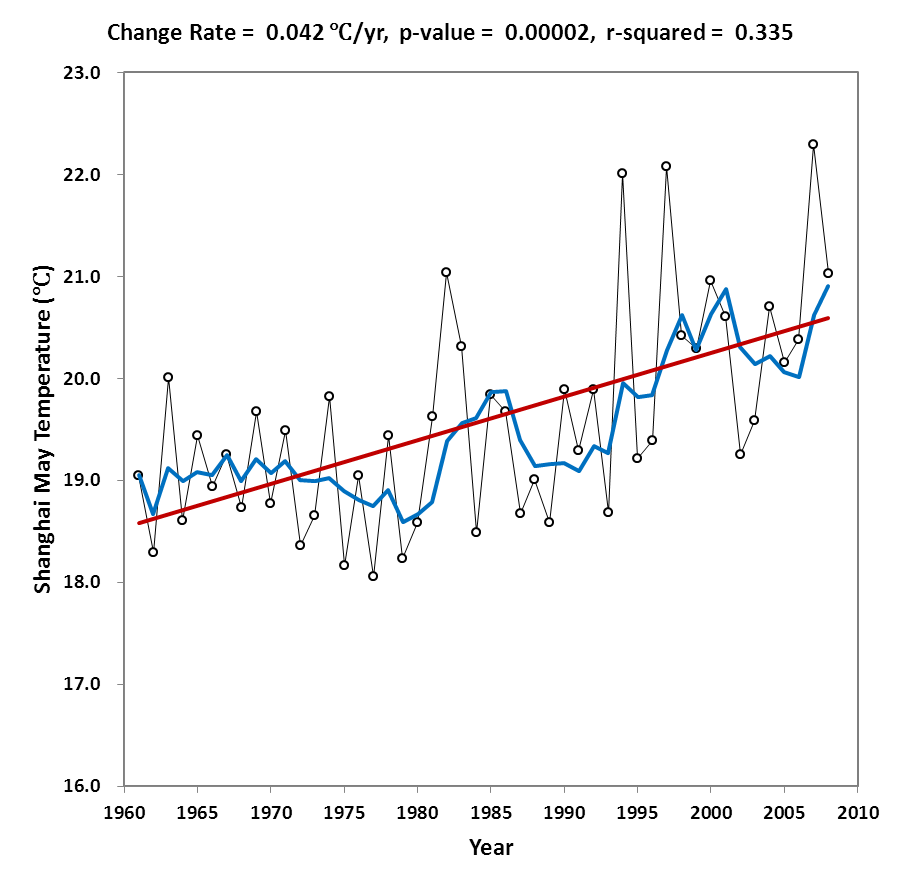 Change Rate = 0.042 ℃/yr, p-value = 0.00002, r-squared = 0.335
23.0
22.0
21.0
20.0
19.0
18.0
17.0
16.0
Shanghai May Temperature (℃)
1960 1965 1970 1975 1980 1985 1990 1995 2000 2005 2010
Year